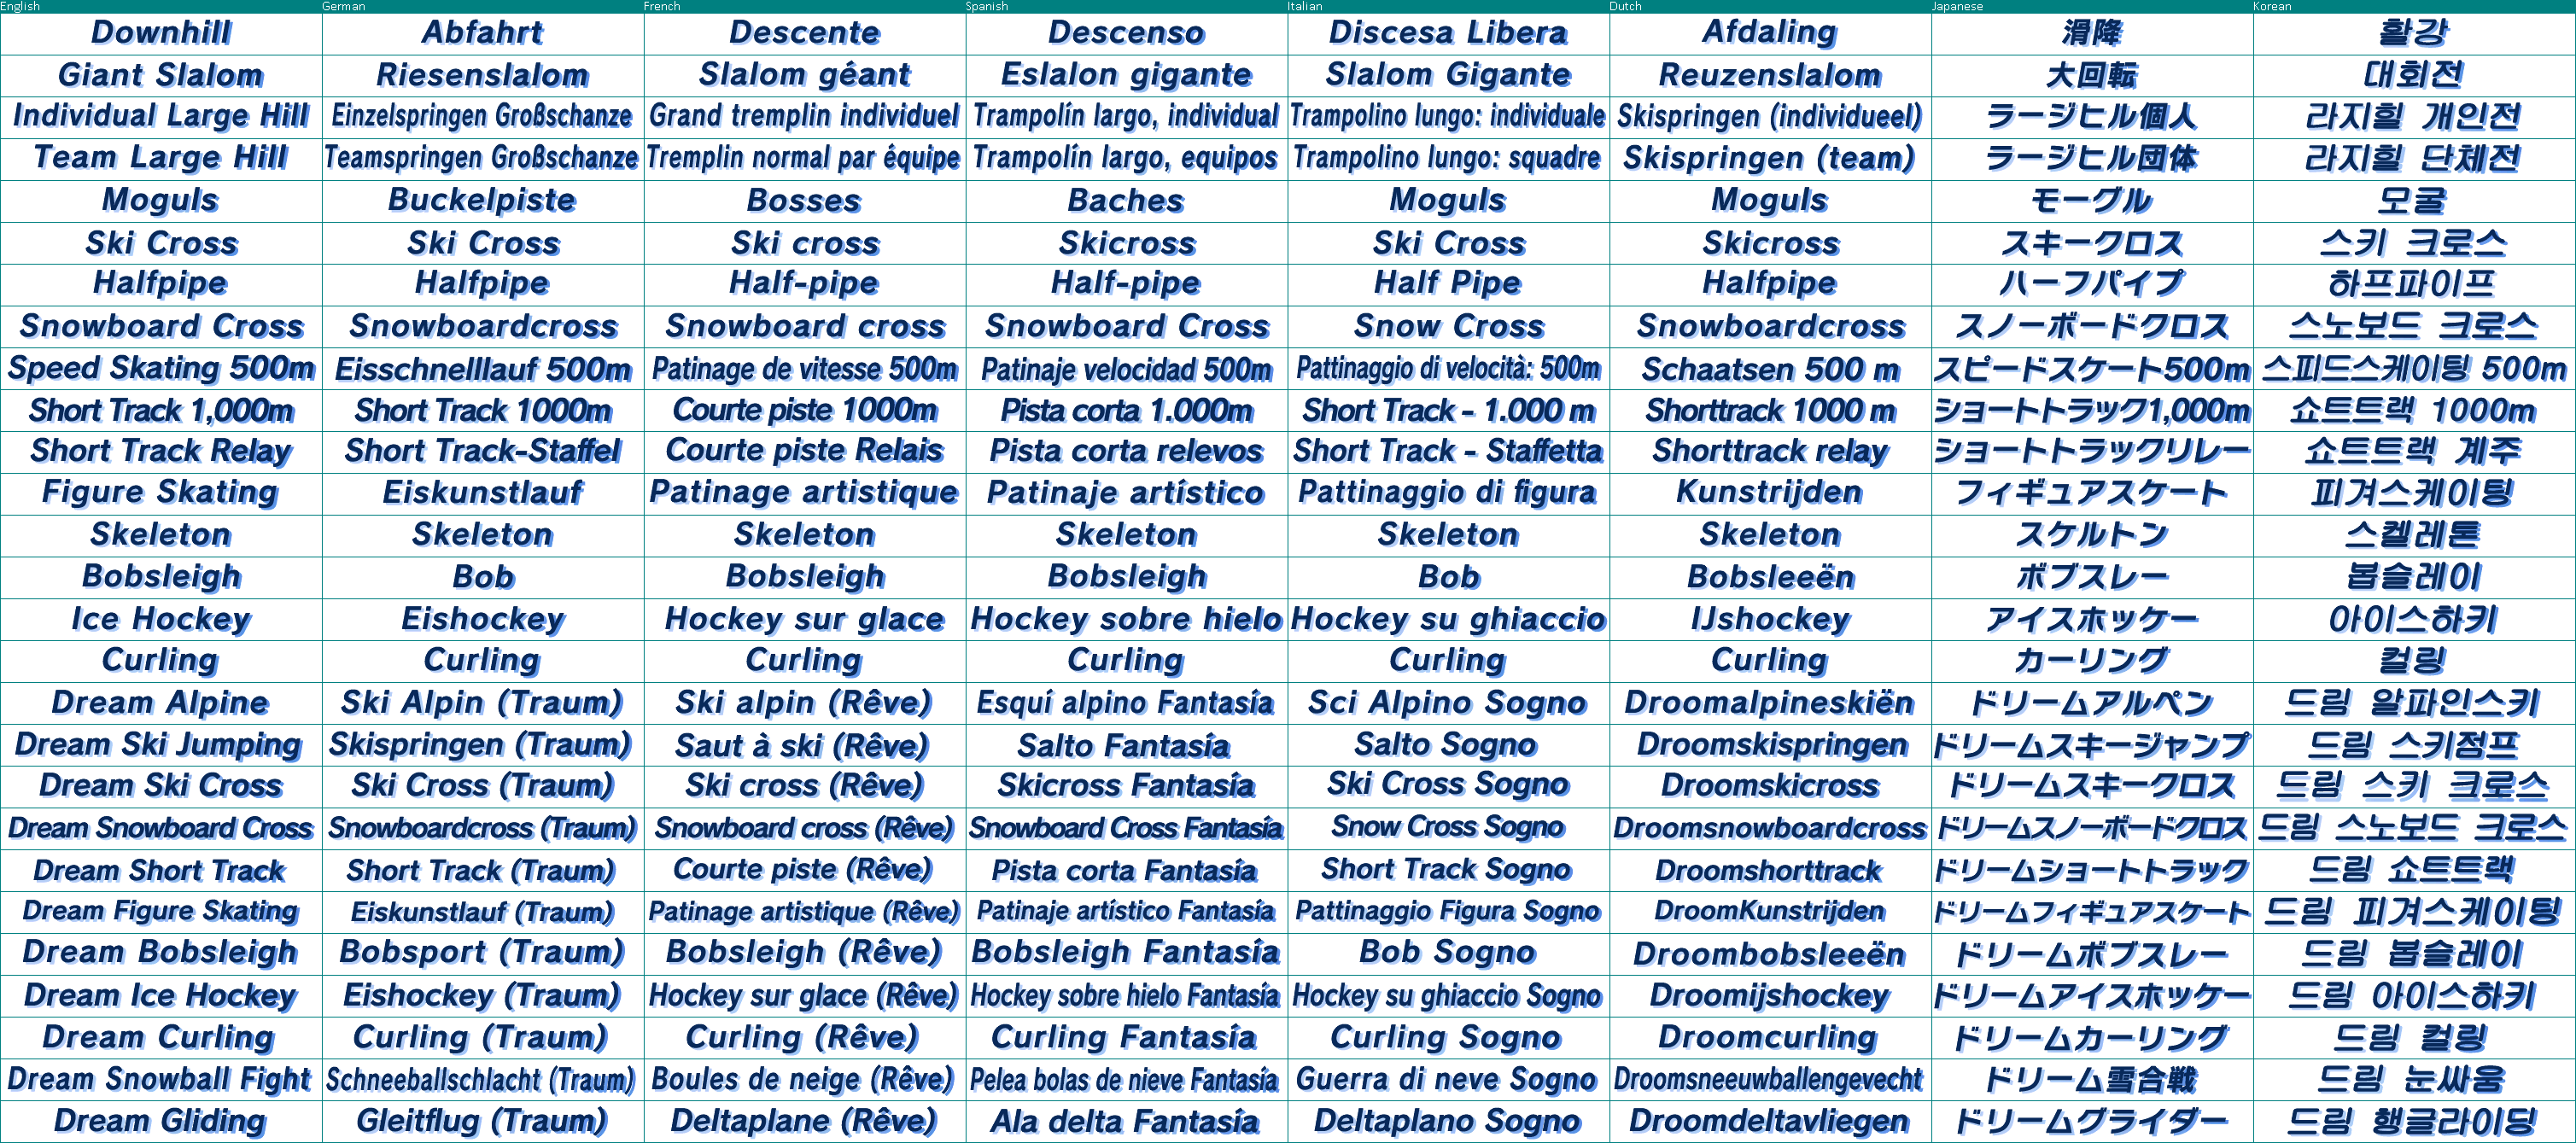 English German French Spanish Italian Dutch Japanese Korean
Downhill Abfahrt Descente Descenso Discesa Libera Afdaling 滑降 활강
Giant Slalom Riesenslalom Slalom géant Eslalon gigante Slalom Gigante Reuzenslalom 大回転 대회전
Individual Large Hill Einzelspringen Großschanze Grand tremplin individuel Trampolín largo, individual Trampolino lungo: individuale Skispringen (individueel) ラージヒル個人 라지힐 개인전
Team Large Hill Teamspringen Großschanze Tremplin normal par équipe Trampolín largo, equipos Trampolino lungo: squadre Skispringen (team) ラージヒル団体 라지힐 단체전
Moguls Buckelpiste Bosses Baches Moguls Moguls モーグル 모굴
Ski Cross Ski Cross Ski cross Skicross Ski Cross Skicross スキークロス 스키 크로스
Halfpipe Halfpipe Half-pipe Half-pipe Half Pipe Halfpipe ハーフパイプ 하프파이프
Snowboard Cross Snowboardcross Snowboard cross Snowboard Cross Snow Cross Snowboardcross スノーボードクロス 스노보드 크로스
Speed Skating 500m Eisschnelllauf 500m Patinage de vitesse 500m Patinaje velocidad 500m Pattinaggio di velocità: 500m Schaatsen 500 m スピードスケート500m 스피드스케이팅 500m
Short Track 1,000m Short Track 1000m Courte piste 1000m Pista corta 1.000m Short Track - 1.000 m Shorttrack 1000 m ショートトラック1,000m 쇼트트랙 1000m
Short Track Relay Short Track-Staffel Courte piste Relais Pista corta relevos Short Track - Staffetta Shorttrack relay ショートトラックリレー 쇼트트랙 계주
Figure Skating Eiskunstlauf Patinage artistique Patinaje artístico Pattinaggio di figura Kunstrijden フィギュアスケート 피겨스케이팅
Skeleton Skeleton Skeleton Skeleton Skeleton Skeleton スケルトン 스켈레톤
Bobsleigh Bob Bobsleigh Bobsleigh Bob Bobsleeën ボブスレー 봅슬레이
Ice Hockey Eishockey Hockey sur glace Hockey sobre hielo Hockey su ghiaccio IJshockey アイスホッケー 아이스하키
Curling Curling Curling Curling Curling Curling カーリング 컬링
Dream Alpine Ski Alpin (Traum) Ski alpin (Rêve) Esquí alpino Fantasía Sci Alpino Sogno Droomalpineskiën ドリームアルペン 드림 알파인스키
Dream Ski Jumping Skispringen (Traum) Saut à ski (Rêve) Salto Fantasía Salto Sogno Droomskispringen ドリームスキージャンプ 드림 스키점프
Dream Ski Cross Ski Cross (Traum) Ski cross (Rêve) Skicross Fantasía Ski Cross Sogno Droomskicross ドリームスキークロス 드림 스키 크로스
Dream Snowboard Cross Snowboardcross (Traum) Snowboard cross (Rêve) Snowboard Cross Fantasía Snow Cross Sogno Droomsnowboardcross ドリームスノーボードクロス 드림 스노보드 크로스
Dream Short Track Short Track (Traum) Courte piste (Rêve) Pista corta Fantasía Short Track Sogno Droomshorttrack ドリームショートトラック 드림 쇼트트랙
Dream Figure Skating Eiskunstlauf (Traum) Patinage artistique (Rêve) Patinaje artístico Fantasía Pattinaggio Figura Sogno DroomKunstrijden ドリームフィギュアスケート 드림 피겨스케이팅
Dream Bobsleigh Bobsport (Traum) Bobsleigh (Rêve) Bobsleigh Fantasía Bob Sogno Droombobsleeën ドリームボブスレー 드림 봅슬레이
Dream Ice Hockey Eishockey (Traum) Hockey sur glace (Rêve) Hockey sobre hielo Fantasía Hockey su ghiaccio Sogno Droomijshockey ドリームアイスホッケー 드림 아이스하키
Dream Curling Curling (Traum) Curling (Rêve) Curling Fantasía Curling Sogno Droomcurling ドリームカーリング 드림 컬링
Dream Snowball Fight Schneeballschlacht (Traum) Boules de neige (Rêve) Pelea bolas de nieve Fantasía Guerra di neve Sogno Droomsneeuwballengevecht ドリーム雪合戦 드림 눈싸움
Dream Gliding Gleitflug (Traum) Deltaplane (Rêve) Ala delta Fantasía Deltaplano Sogno Droomdeltavliegen ドリームグライダー 드림 행글라이딩